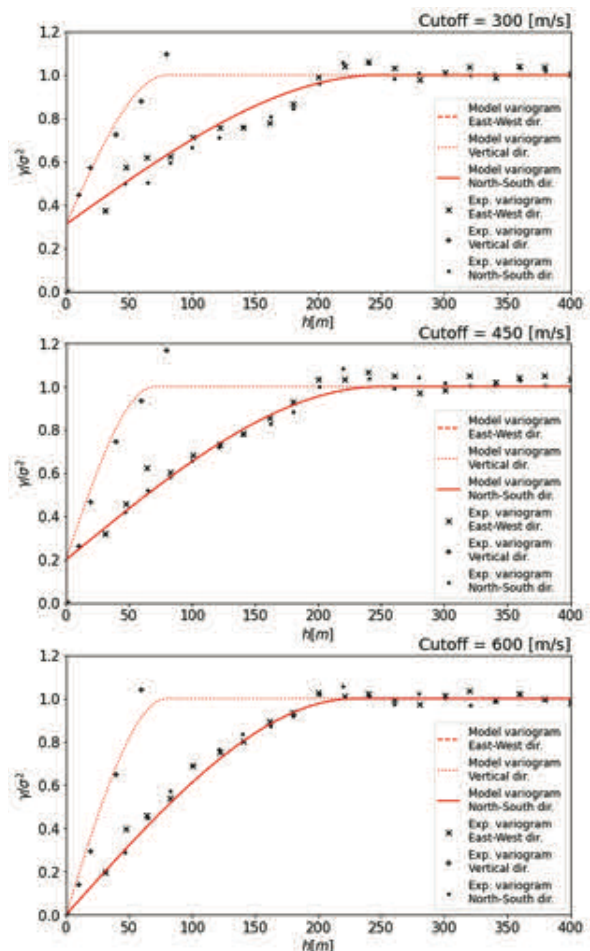 Cutoff = 300 [m/s]
1.2
1.0
0.8
0.6
0.4
0.2
0.0
γ/σ²
0 50 100 150 200 250 300 350 400
h[m]
Model variogram
East-West dir.
Model variogram
Vertical dir.
Model variogram
North-South dir.
Exp. variogram
East-West dir.
Exp. variogram
Vertical dir.
Exp. variogram
North-South dir.
Cutoff = 450 [m/s]
1.2
1.0
0.8
0.6
0.4
0.2
0.0
γ/σ²
0 50 100 150 200 250 300 350 400
h[m]
Model variogram
East-West dir.
Model variogram
Vertical dir.
Model variogram
North-South dir.
Exp. variogram
East-West dir.
Exp. variogram
Vertical dir.
Exp. variogram
North-South dir.
Cutoff = 600 [m/s]
1.2
1.0
0.8
0.6
0.4
0.2
0.0
γ/σ²
0 50 100 150 200 250 300 350 400
h[m]
Model variogram
East-West dir.
Model variogram
Vertical dir.
Model variogram
North-South dir.
Exp. variogram
East-West dir.
Exp. variogram
Vertical dir.
Exp. variogram
North-South dir.